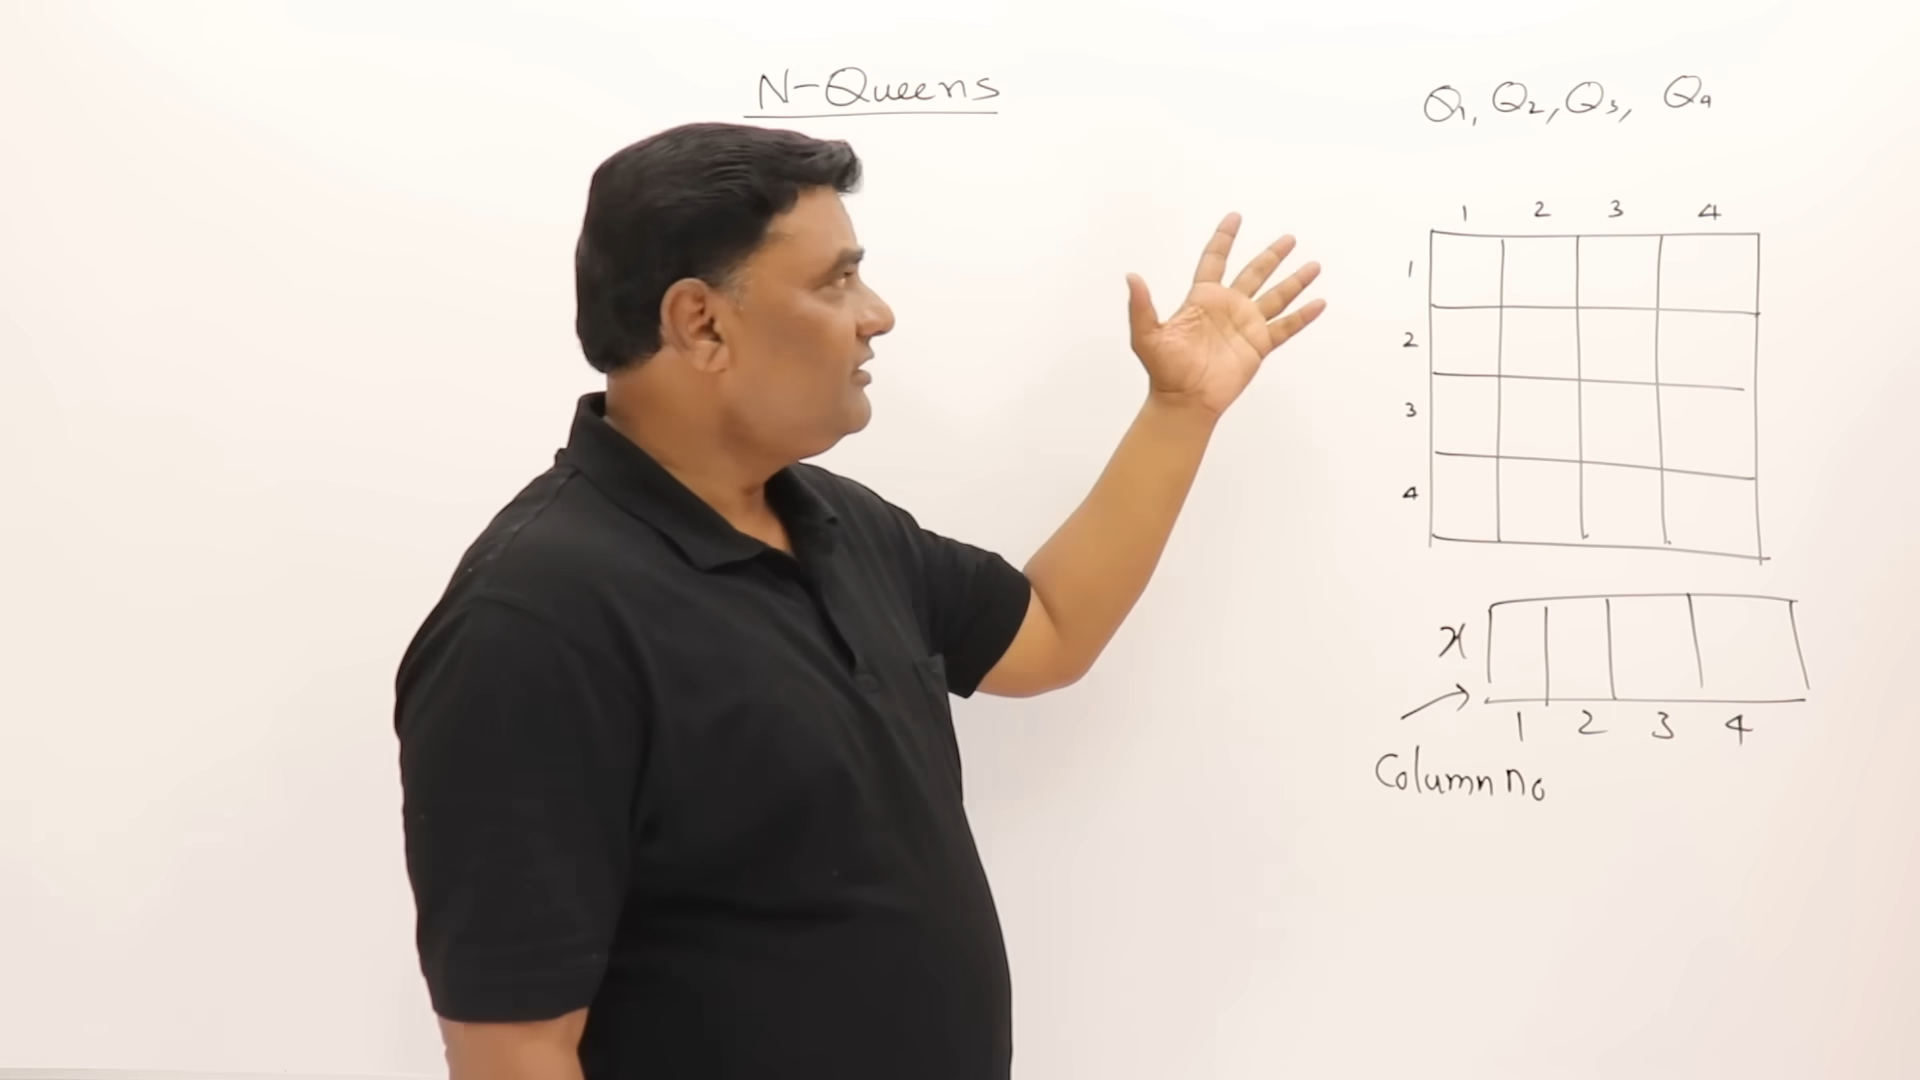 N-Queens
Q1, Q2, Q3, Q4
1 2 3 4
1
2
3
4
x
1 2 3 4
Column no